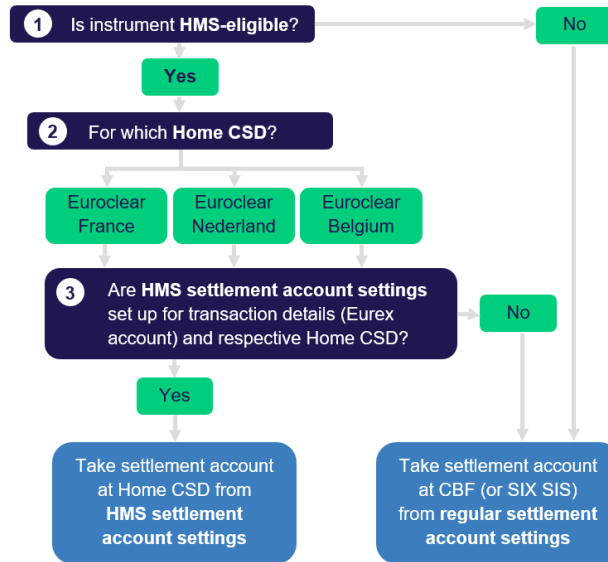 1 Is instrument HMS-eligible?
No
Yes
2 For which Home CSD?
Euroclear
France
Euroclear
Nederland
Euroclear
Belgium
3 Are HMS settlement account settings
set up for transaction details (Eurex
account) and respective Home CSD?
No
Yes
Take settlement account
at Home CSD from
HMS settlement
account settings
Take settlement account
at CBF (or SIX SIS)
from regular settlement
account settings